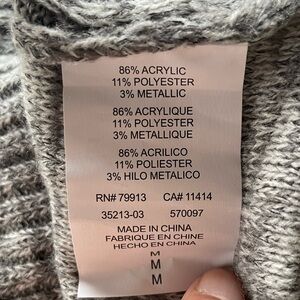 86% ACRYLIC
11% POLYESTER
3% METALLIC
86% ACRYLIQUE
11% POLYESTER
3% METALLIQUE
86% ACRILICO
11% POLIESTER
3% HILO METALICO
RN# 79913 CA# 11414
35213-03 570097
MADE IN CHINA
FABRIQUE EN CHINE
HECHO EN CHINA
M
M
M